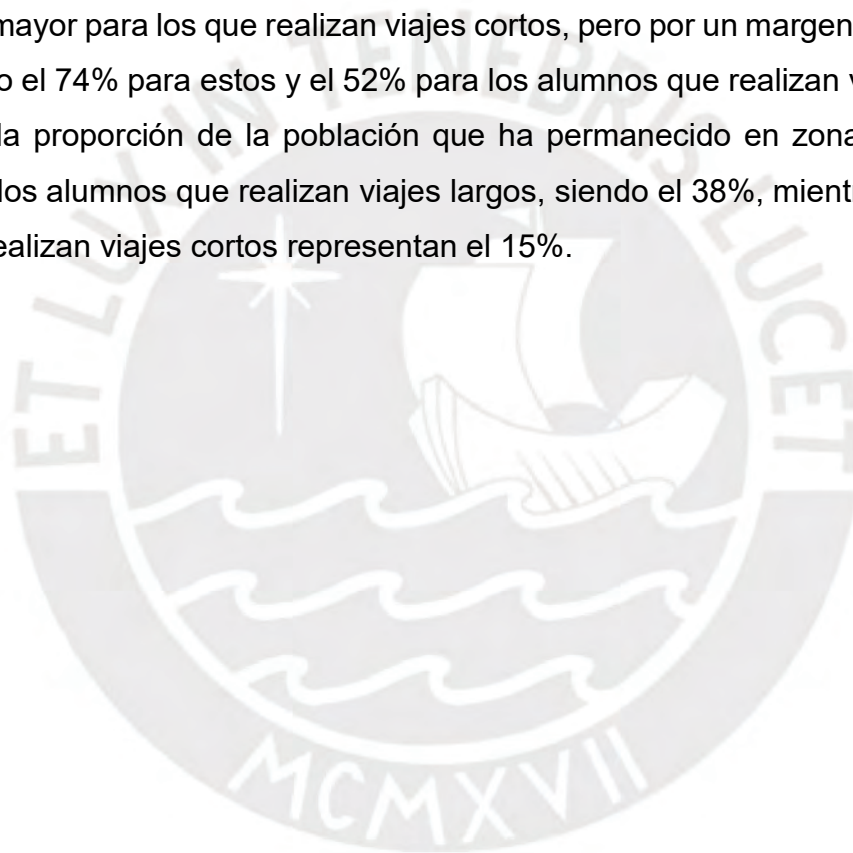 mayor para los que realizan viajes cortos, pero por un margen
o el 74% para estos y el 52% para los alumnos que realizan v
la proporción de la población que ha permanecido en zona
los alumnos que realizan viajes largos, siendo el 38%, mient
ealizan viajes cortos representan el 15%.
ET LUX IN TENEBRIS LUCET
MCMXVII